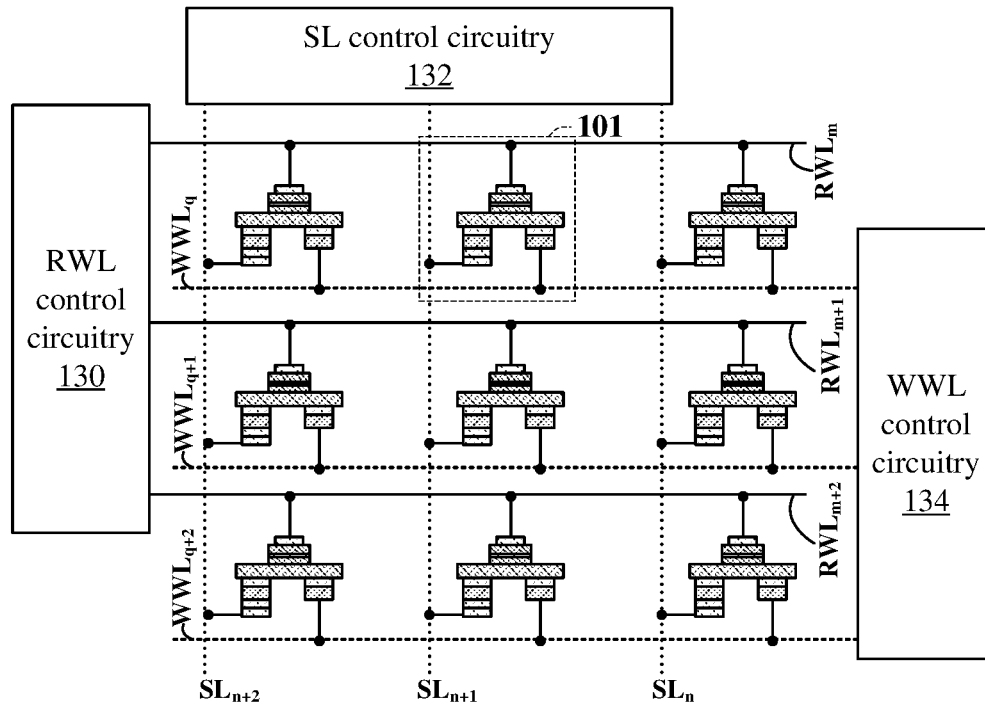 SL control circuitry
132
101
RWLm
WWLq
RWL
control
circuitry
130
RWLm+1
WWLq+1
WWL
control
circuitry
134
RWLm+2
WWLq+2
SLn+2
SLn+1
SLn